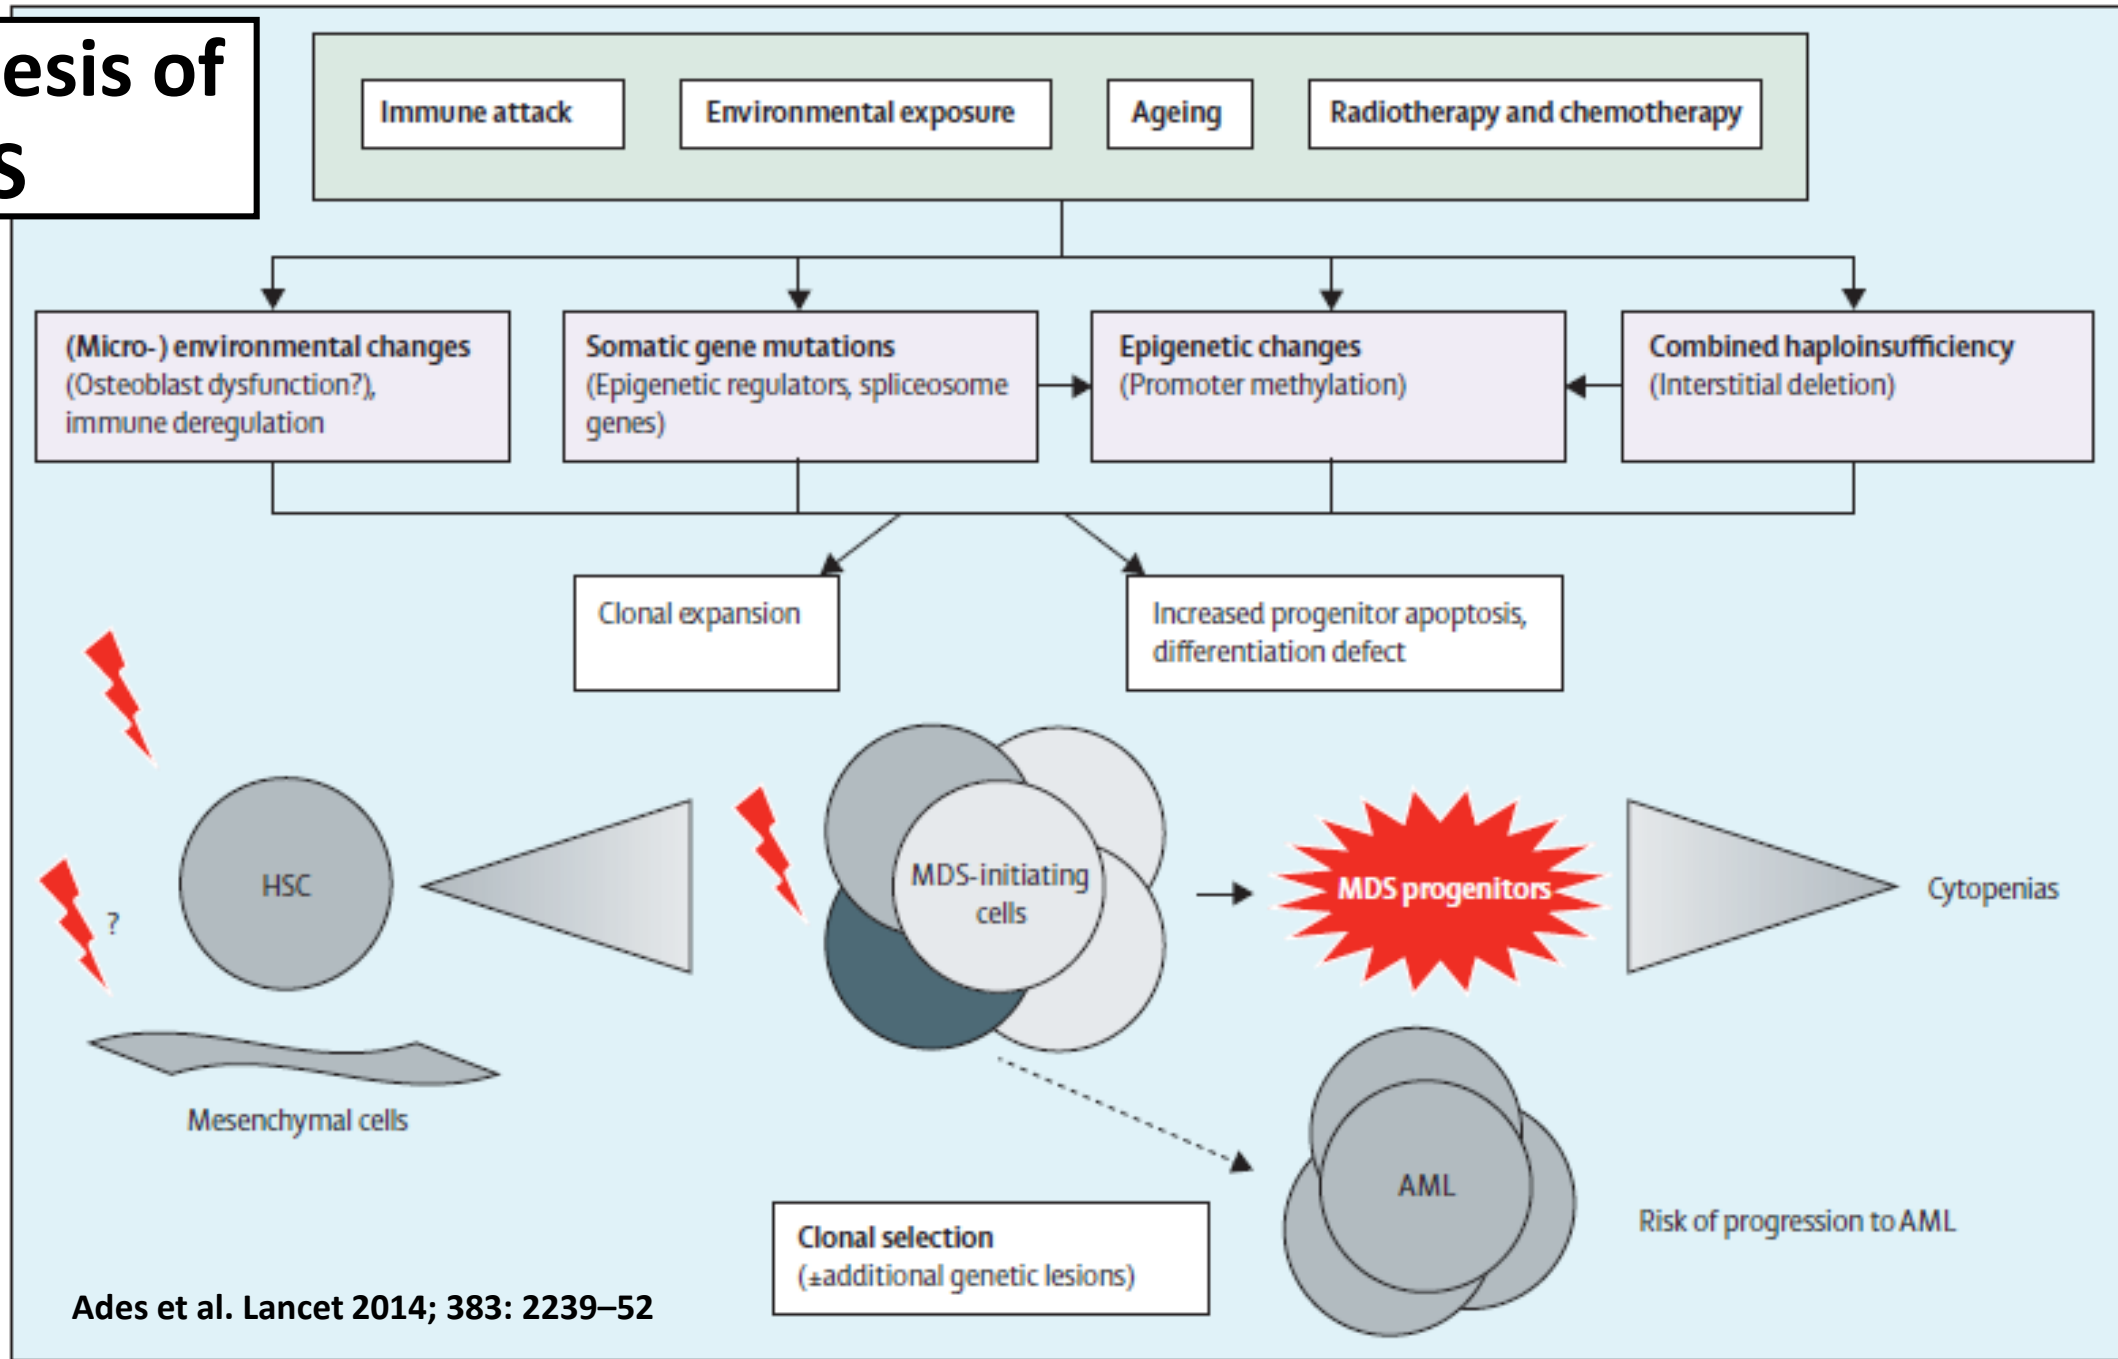 esis of
S
Immune attack
Environmental exposure
Ageing
Radiotherapy and chemotherapy
(Micro-) environmental changes
(Osteoblast dysfunction?),
immune deregulation
Somatic gene mutations
(Epigenetic regulators, spliceosome
genes)
Epigenetic changes
(Promoter methylation)
Combined haploinsufficiency
(Interstitial deletion)
Clonal expansion
Increased progenitor apoptosis,
differentiation defect
HSC
?
MDS-initiating
cells
MDS progenitors
Cytopenias
Mesenchymal cells
AML
Risk of progression to AML
Clonal selection
(±additional genetic lesions)
Ades et al. Lancet 2014; 383: 2239–52